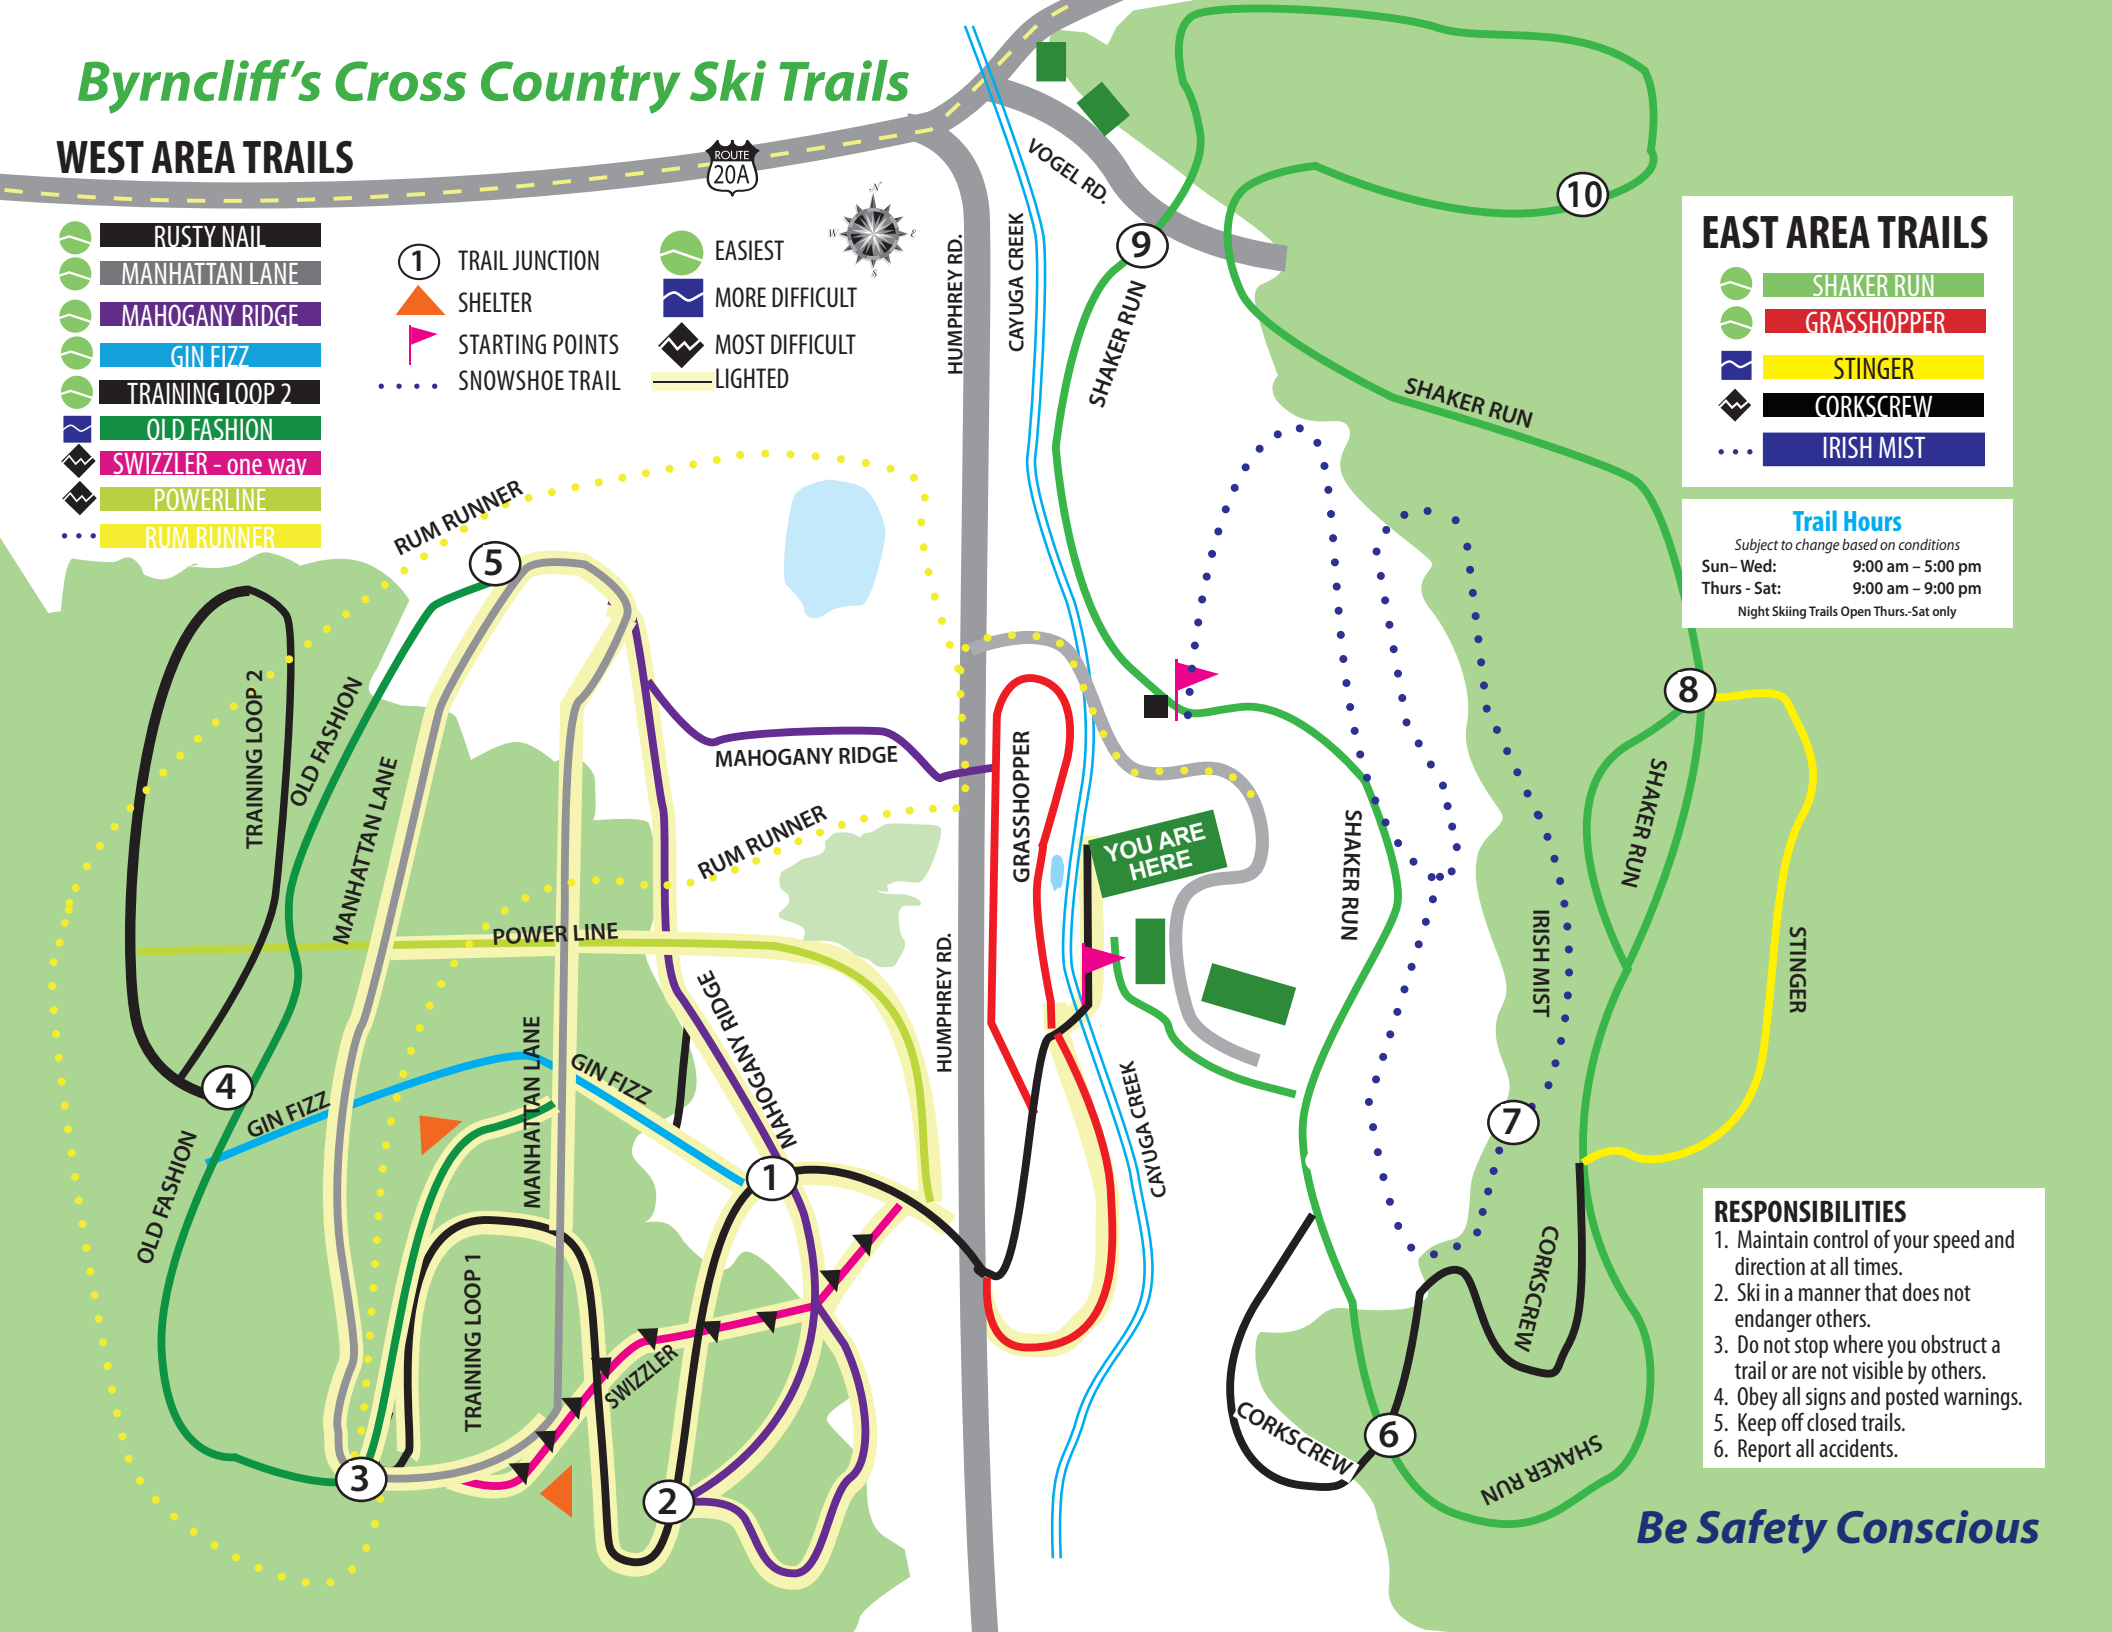 Byrncliff's Cross Country Ski Trails
WEST AREA TRAILS
RUSTY NAIL
MANHATTAN LANE
MAHOGANY RIDGE
GIN FIZZ
TRAINING LOOP 2
OLD FASHION
SWIZZLER - one way
POWERLINE
RUM RUNNER
1 TRAIL JUNCTION
SHELTER
STARTING POINTS
SNOWSHOE TRAIL
EASIEST
MORE DIFFICULT
MOST DIFFICULT
LIGHTED
ROUTE
20A
N
W
E
S
HUMPHREY RD.
CAYUGA CREEK
VOGEL RD.
9
10
SHAKER RUN
SHAKER RUN
EAST AREA TRAILS
SHAKER RUN
GRASSHOPPER
STINGER
CORKSCREW
IRISH MIST
Trail Hours
Subject to change based on conditions
Sun– Wed: 9:00 am – 5:00 pm
Thurs - Sat: 9:00 am – 9:00 pm
Night Skiing Trails Open Thurs.-Sat only
RUM RUNNER
5
TRAINING LOOP 2
OLD FASHION
MANHATTAN LANE
MAHOGANY RIDGE
RUM RUNNER
GRASSHOPPER
YOU ARE
HERE
SHAKER RUN
8
SHAKER RUN
STINGER
IRISH MIST
POWER LINE
HUMPHREY RD.
MAHOGANY RIDGE
MANHATTAN LANE
GIN FIZZ
GIN FIZZ
4
OLD FASHION
1
CAYUGA CREEK
7
CORKSCREW
TRAINING LOOP 1
SWIZZLER
3
2
CORKSCREW
6
SHAKER RUN
RESPONSIBILITIES
1. Maintain control of your speed and
direction at all times.
2. Ski in a manner that does not
endanger others.
3. Do not stop where you obstruct a
trail or are not visible by others.
4. Obey all signs and posted warnings.
5. Keep off closed trails.
6. Report all accidents.
Be Safety Conscious